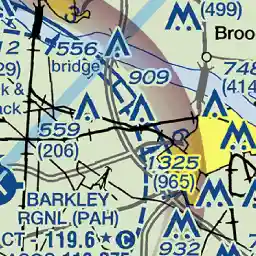 (499)
Broo
12
556
bridge
29)
909
748
(414
k &
ack
559
(206)
1325
(965)
BARKLEY
RGNL (PAH)
CT - 119.6 ★ C
932